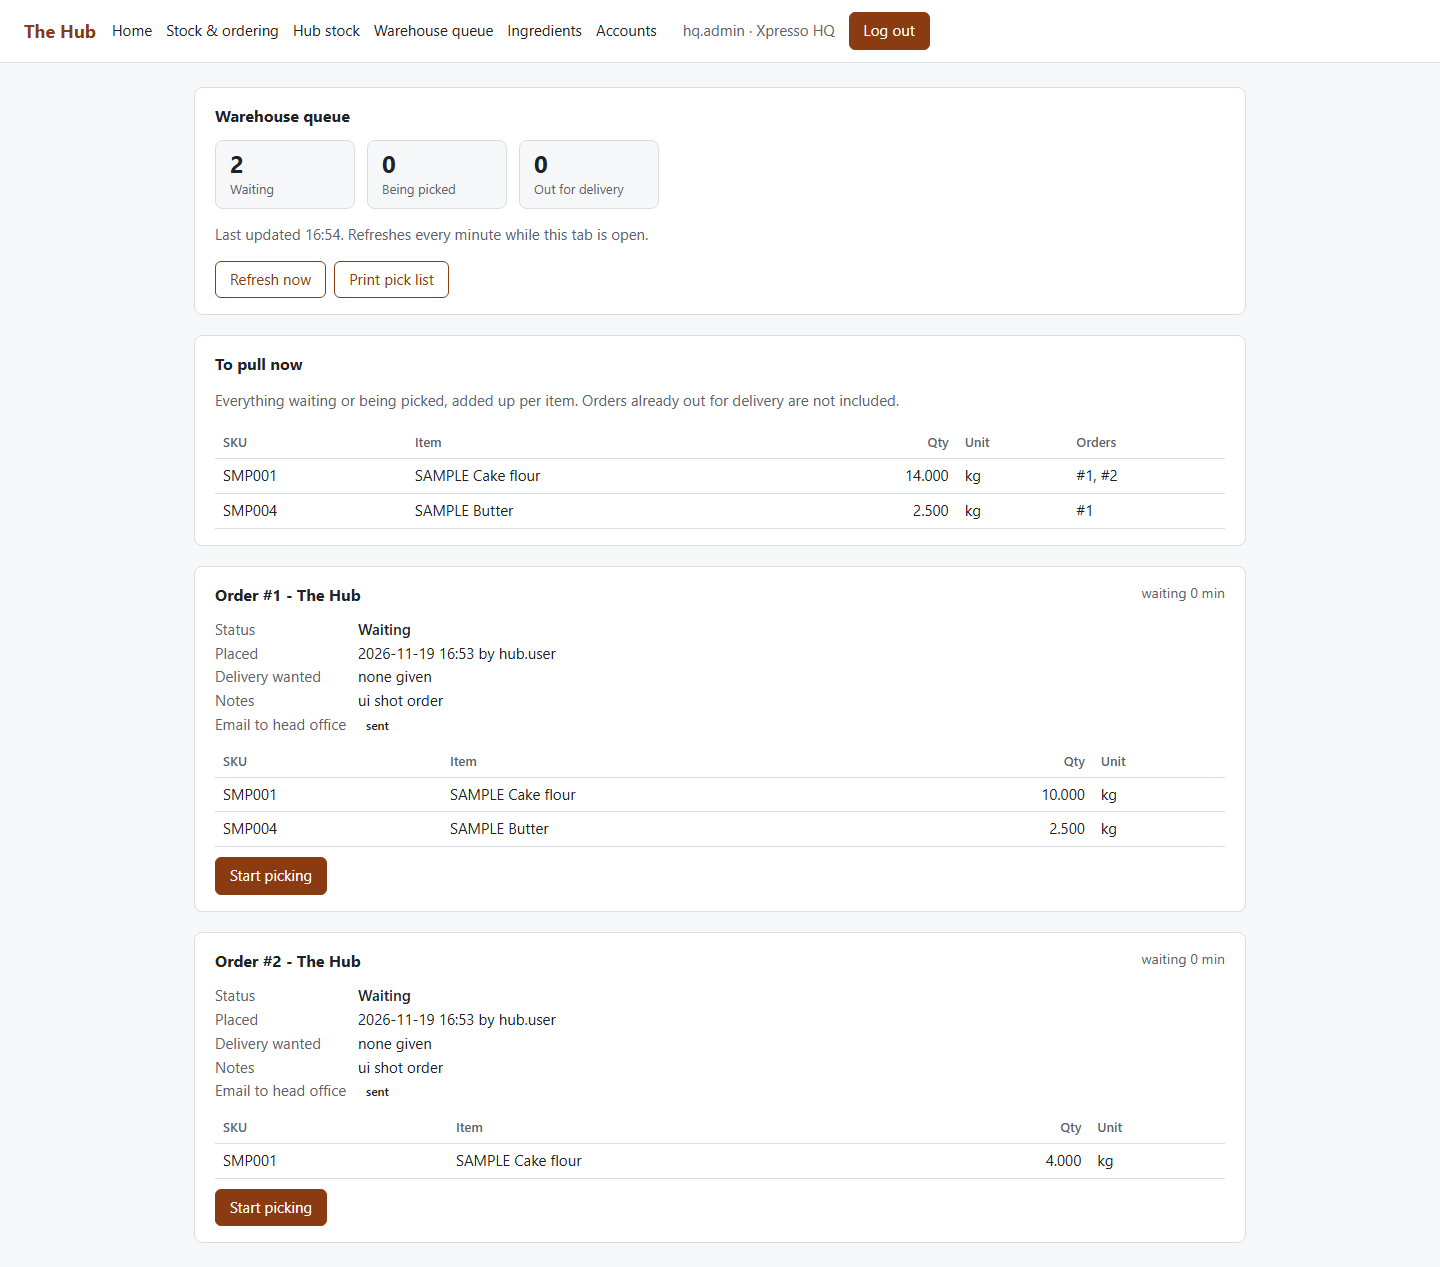 The Hub Home Stock & ordering Hub stock Warehouse queue Ingredients Accounts hq.admin · Xpresso HQ Log out
Warehouse queue
2 0 0
Waiting Being picked Out for delivery
Last updated 16:54. Refreshes every minute while this tab is open.
Refresh now Print pick list
To pull now
Everything waiting or being picked, added up per item. Orders already out for delivery are not included.
SKU Item Qty Unit Orders
SMP001 SAMPLE Cake flour 14.000 kg #1, #2
SMP004 SAMPLE Butter 2.500 kg #1
Order #1 - The Hub waiting 0 min
Status Waiting
Placed 2026-11-19 16:53 by hub.user
Delivery wanted none given
Notes ui shot order
Email to head office sent
SKU Item Qty Unit
SMP001 SAMPLE Cake flour 10.000 kg
SMP004 SAMPLE Butter 2.500 kg
Start picking
Order #2 - The Hub waiting 0 min
Status Waiting
Placed 2026-11-19 16:53 by hub.user
Delivery wanted none given
Notes ui shot order
Email to head office sent
SKU Item Qty Unit
SMP001 SAMPLE Cake flour 4.000 kg
Start picking